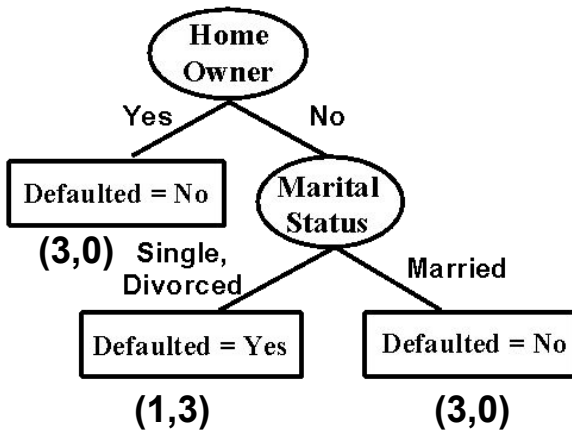 Home
Owner
Yes
No
Defaulted = No
Marital
Status
(3,0)
Single,
Divorced
Married
Defaulted = Yes
Defaulted = No
(1,3)
(3,0)